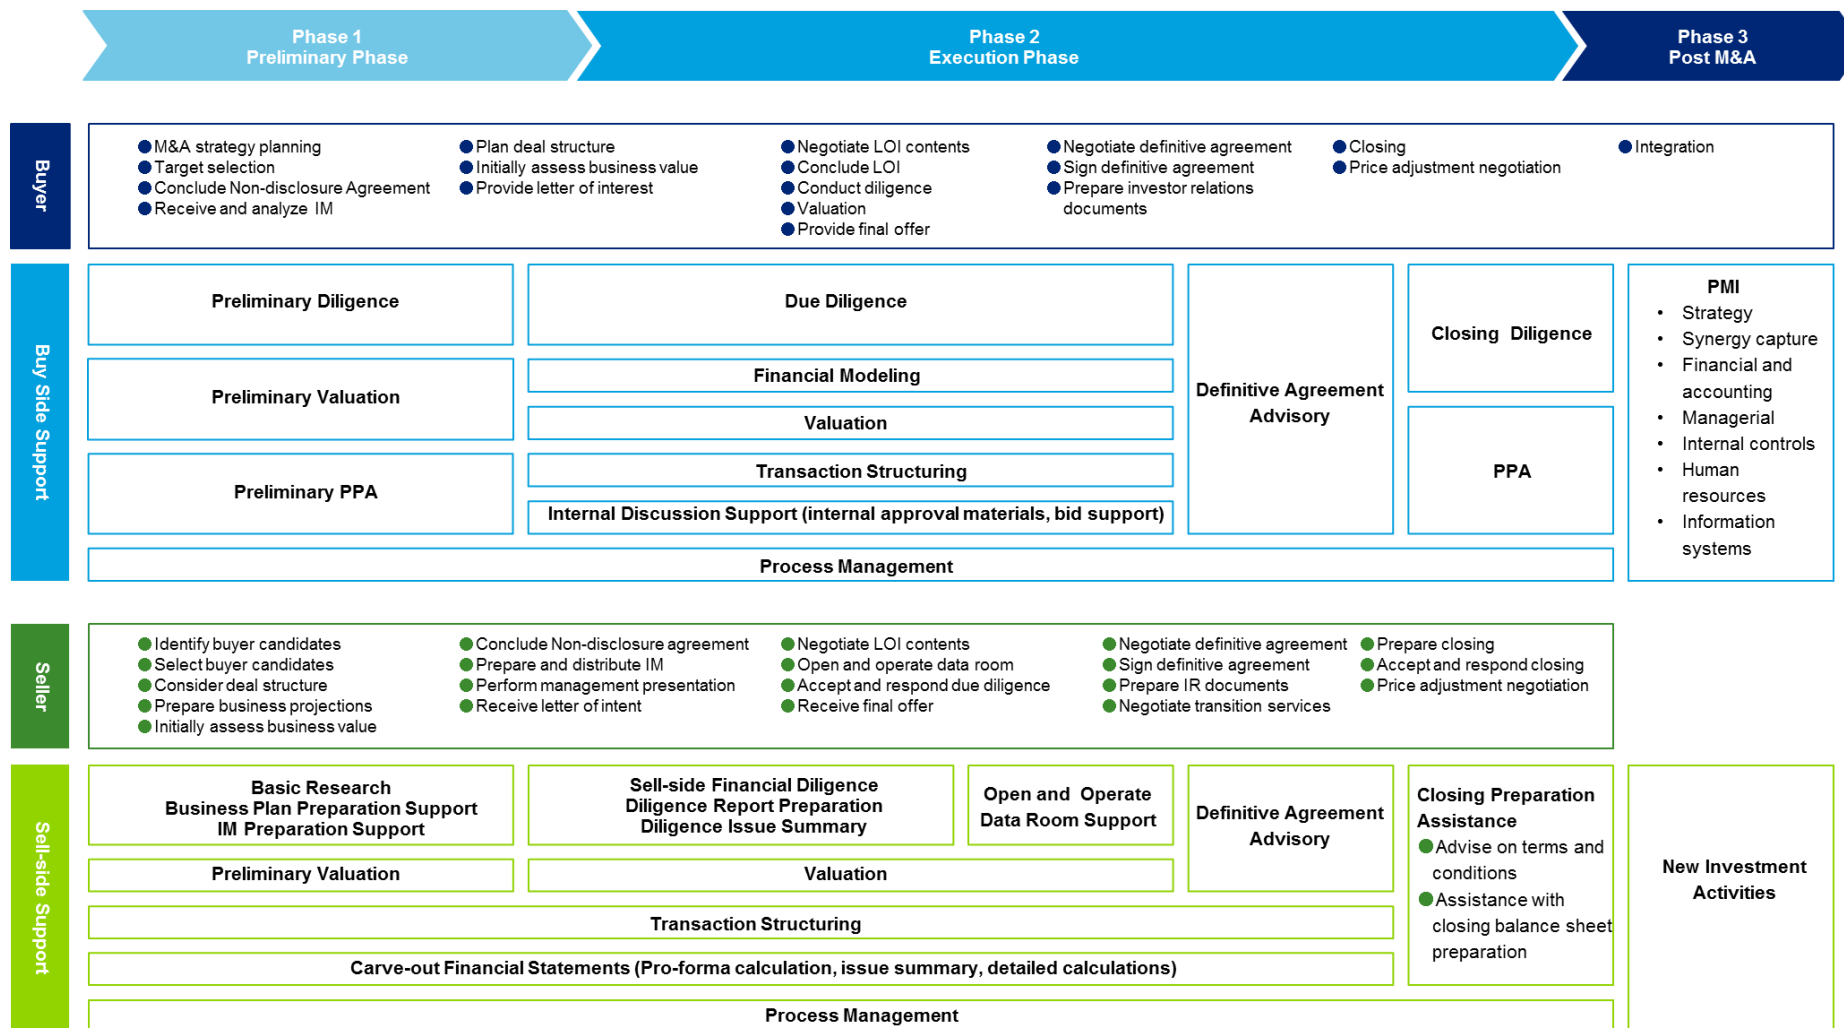 Phase 1
Preliminary Phase
Phase 2
Execution Phase
Phase 3
Post M&A
Buyer
M&A strategy planning
Target selection
Conclude Non-disclosure Agreement
Receive and analyze IM
Plan deal structure
Initially assess business value
Provide letter of interest
Negotiate LOI contents
Conclude LOI
Conduct diligence
Valuation
Provide final offer
Negotiate definitive agreement
Sign definitive agreement
Prepare investor relations
documents
Closing
Price adjustment negotiation
Integration
Buy Side Support
Preliminary Diligence
Preliminary Valuation
Preliminary PPA
Due Diligence
Financial Modeling
Valuation
Transaction Structuring
Internal Discussion Support (internal approval materials, bid support)
Definitive Agreement
Advisory
Closing Diligence
PPA
Process Management
PMI
• Strategy
• Synergy capture
• Financial and
accounting
• Managerial
• Internal controls
• Human
resources
• Information
systems
Seller
Identify buyer candidates
Select buyer candidates
Consider deal structure
Prepare business projections
Initially assess business value
Conclude Non-disclosure agreement
Prepare and distribute IM
Perform management presentation
Receive letter of intent
Negotiate LOI contents
Open and operate data room
Accept and respond due diligence
Receive final offer
Negotiate definitive agreement
Sign definitive agreement
Prepare IR documents
Negotiate transition services
Prepare closing
Accept and respond closing
Price adjustment negotiation
Sell-side Support
Basic Research
Business Plan Preparation Support
IM Preparation Support
Sell-side Financial Diligence
Diligence Report Preparation
Diligence Issue Summary
Open and Operate
Data Room Support
Definitive Agreement
Advisory
Closing Preparation
Assistance
Advise on terms and
conditions
Assistance with
closing balance sheet
preparation
Preliminary Valuation
Valuation
Transaction Structuring
Carve-out Financial Statements (Pro-forma calculation, issue summary, detailed calculations)
Process Management
New Investment
Activities